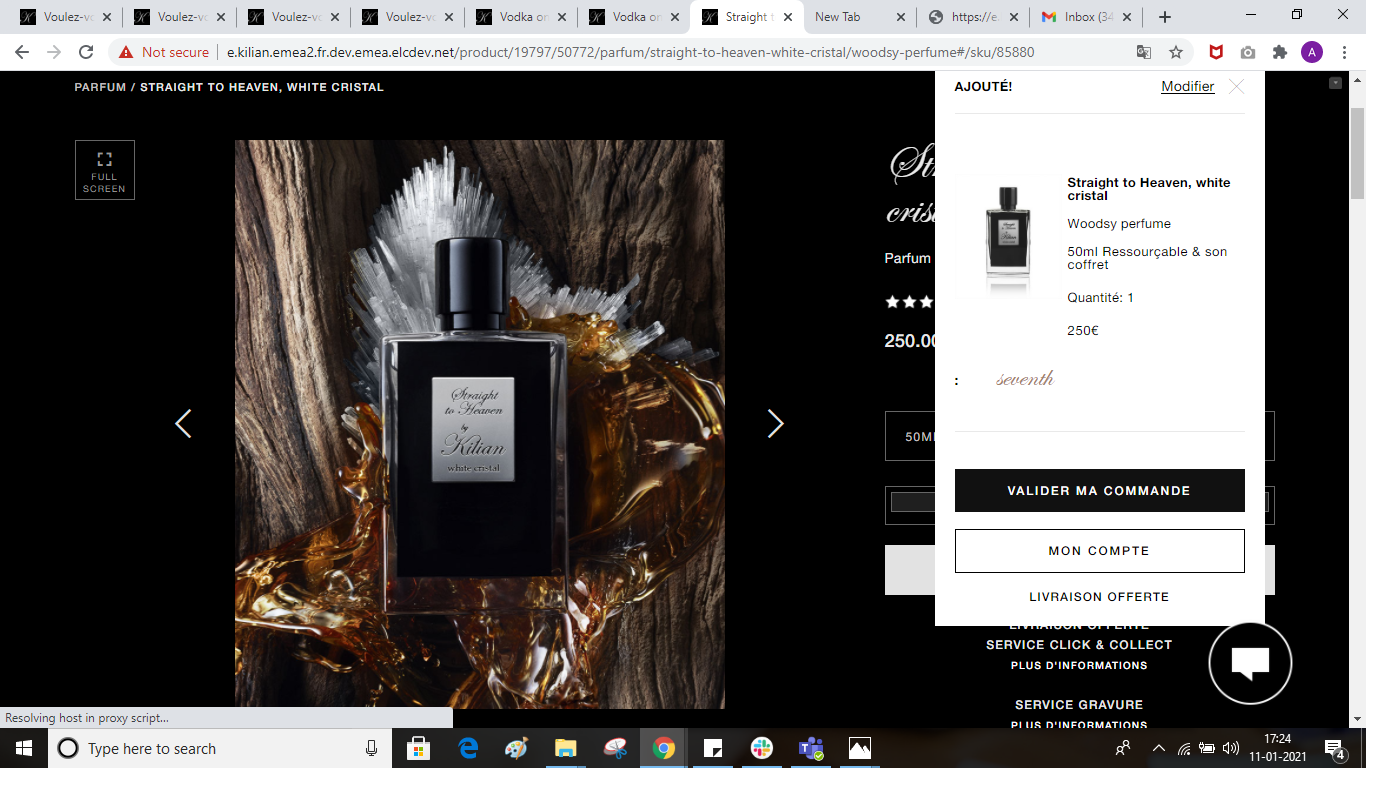 Voulez-vo
Voulez-vo
Voulez-vo
Voulez-vo
Vodka on
Vodka on
Straight t
New Tab
https://e.
Inbox (34
Not secure
e.kilian.emea2.fr.dev.emea.elcdev.net/product/19797/50772/parfum/straight-to-heaven-white-cristal/woodsy-perfume#/sku/85880
A
PARFUM / STRAIGHT TO HEAVEN, WHITE CRISTAL
FULL
SCREEN
Straight
to Heaven
by
Kilian
white cristal
Parfum
250.00
50M
AJOUTÉ!
Modifier
Straight to Heaven, white
cristal
Woodsy perfume
50ml Ressourçable & son
coffret
Quantité: 1
250€
:
seventh
VALIDER MA COMMANDE
MON COMPTE
LIVRAISON OFFERTE
LIVRAISON OFFERTE
SERVICE CLICK & COLLECT
PLUS D'INFORMATIONS
SERVICE GRAVURE
PLUS D'INFORMATIONS
Resolving host in proxy script...
Type here to search
17:24
11-01-2021
4